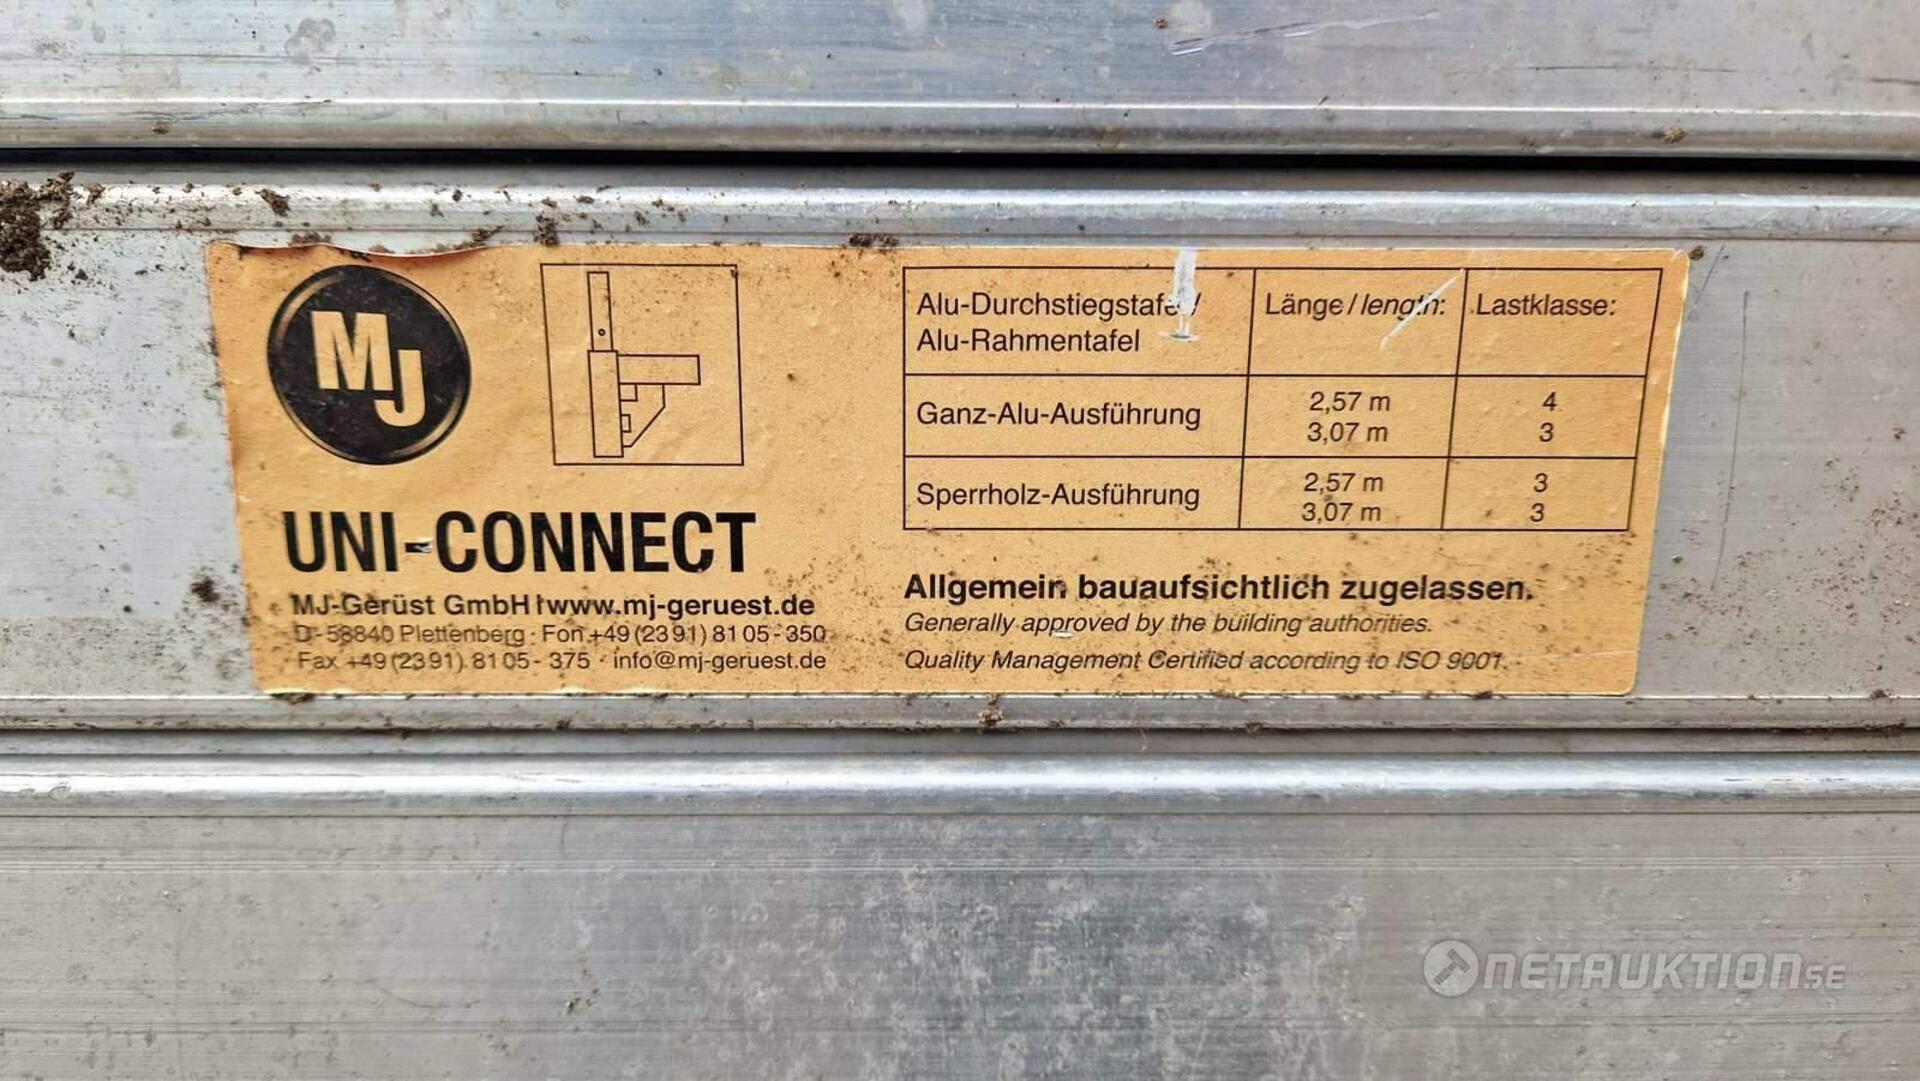 MJ
UNI-CONNECT
MJ-Gerüst GmbH I www.mj-geruest.de
D - 58840 Plettenberg · Fon +49 (23 91) 81 05 - 350
Fax +49 (23 91) 81 05 - 375 · info@mj-geruest.de
Alu-Durchstiegstafel/
Alu-Rahmentafel
Länge / length:
Lastklasse:
Ganz-Alu-Ausführung
2,57 m
4
3,07 m
3
Sperrholz-Ausführung
2,57 m
3
3,07 m
3
Allgemein bauaufsichtlich zugelassen.
Generally approved by the building authorities.
Quality Management Certified according to ISO 9001.
NETAUKTION.SE